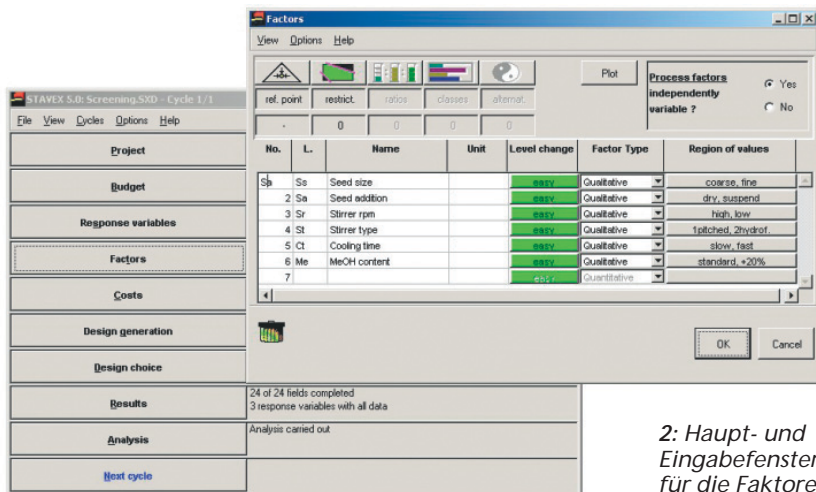 Factors
View Options Help
Plot
Process factors independently variable ?
Yes
No
ref. point restrict. ratios classes alternat.
- 0 0 0 0
No. L. Name Unit Level change Factor Type Region of values
Sa Ss Seed size easy Qualitative coarse, fine
2 Sa Seed addition easy Qualitative dry, suspend
3 Sr Stirrer rpm easy Qualitative high, low
4 St Stirrer type easy Qualitative 1pitched, 2hydrof.
5 Ct Cooling time easy Qualitative slow, fast
6 Me MeOH content easy Qualitative standard, +20%
7 easy Quantitative
OK Cancel
STAVEX 5.0: Screening.SXD - Cycle 1/1
File View Cycles Options Help
Project
Budget
Response variables
Factors
Costs
Design generation
Design choice
Results
24 of 24 fields completed
3 response variables with all data
Analysis
Analysis carried out
Next cycle
2: Haupt- und
Eingabefenster
für die Faktore